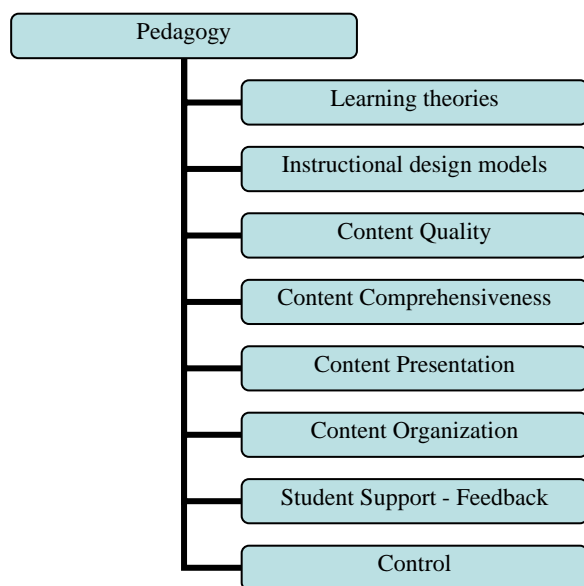 Pedagogy
Learning theories
Instructional design models
Content Quality
Content Comprehensiveness
Content Presentation
Content Organization
Student Support - Feedback
Control